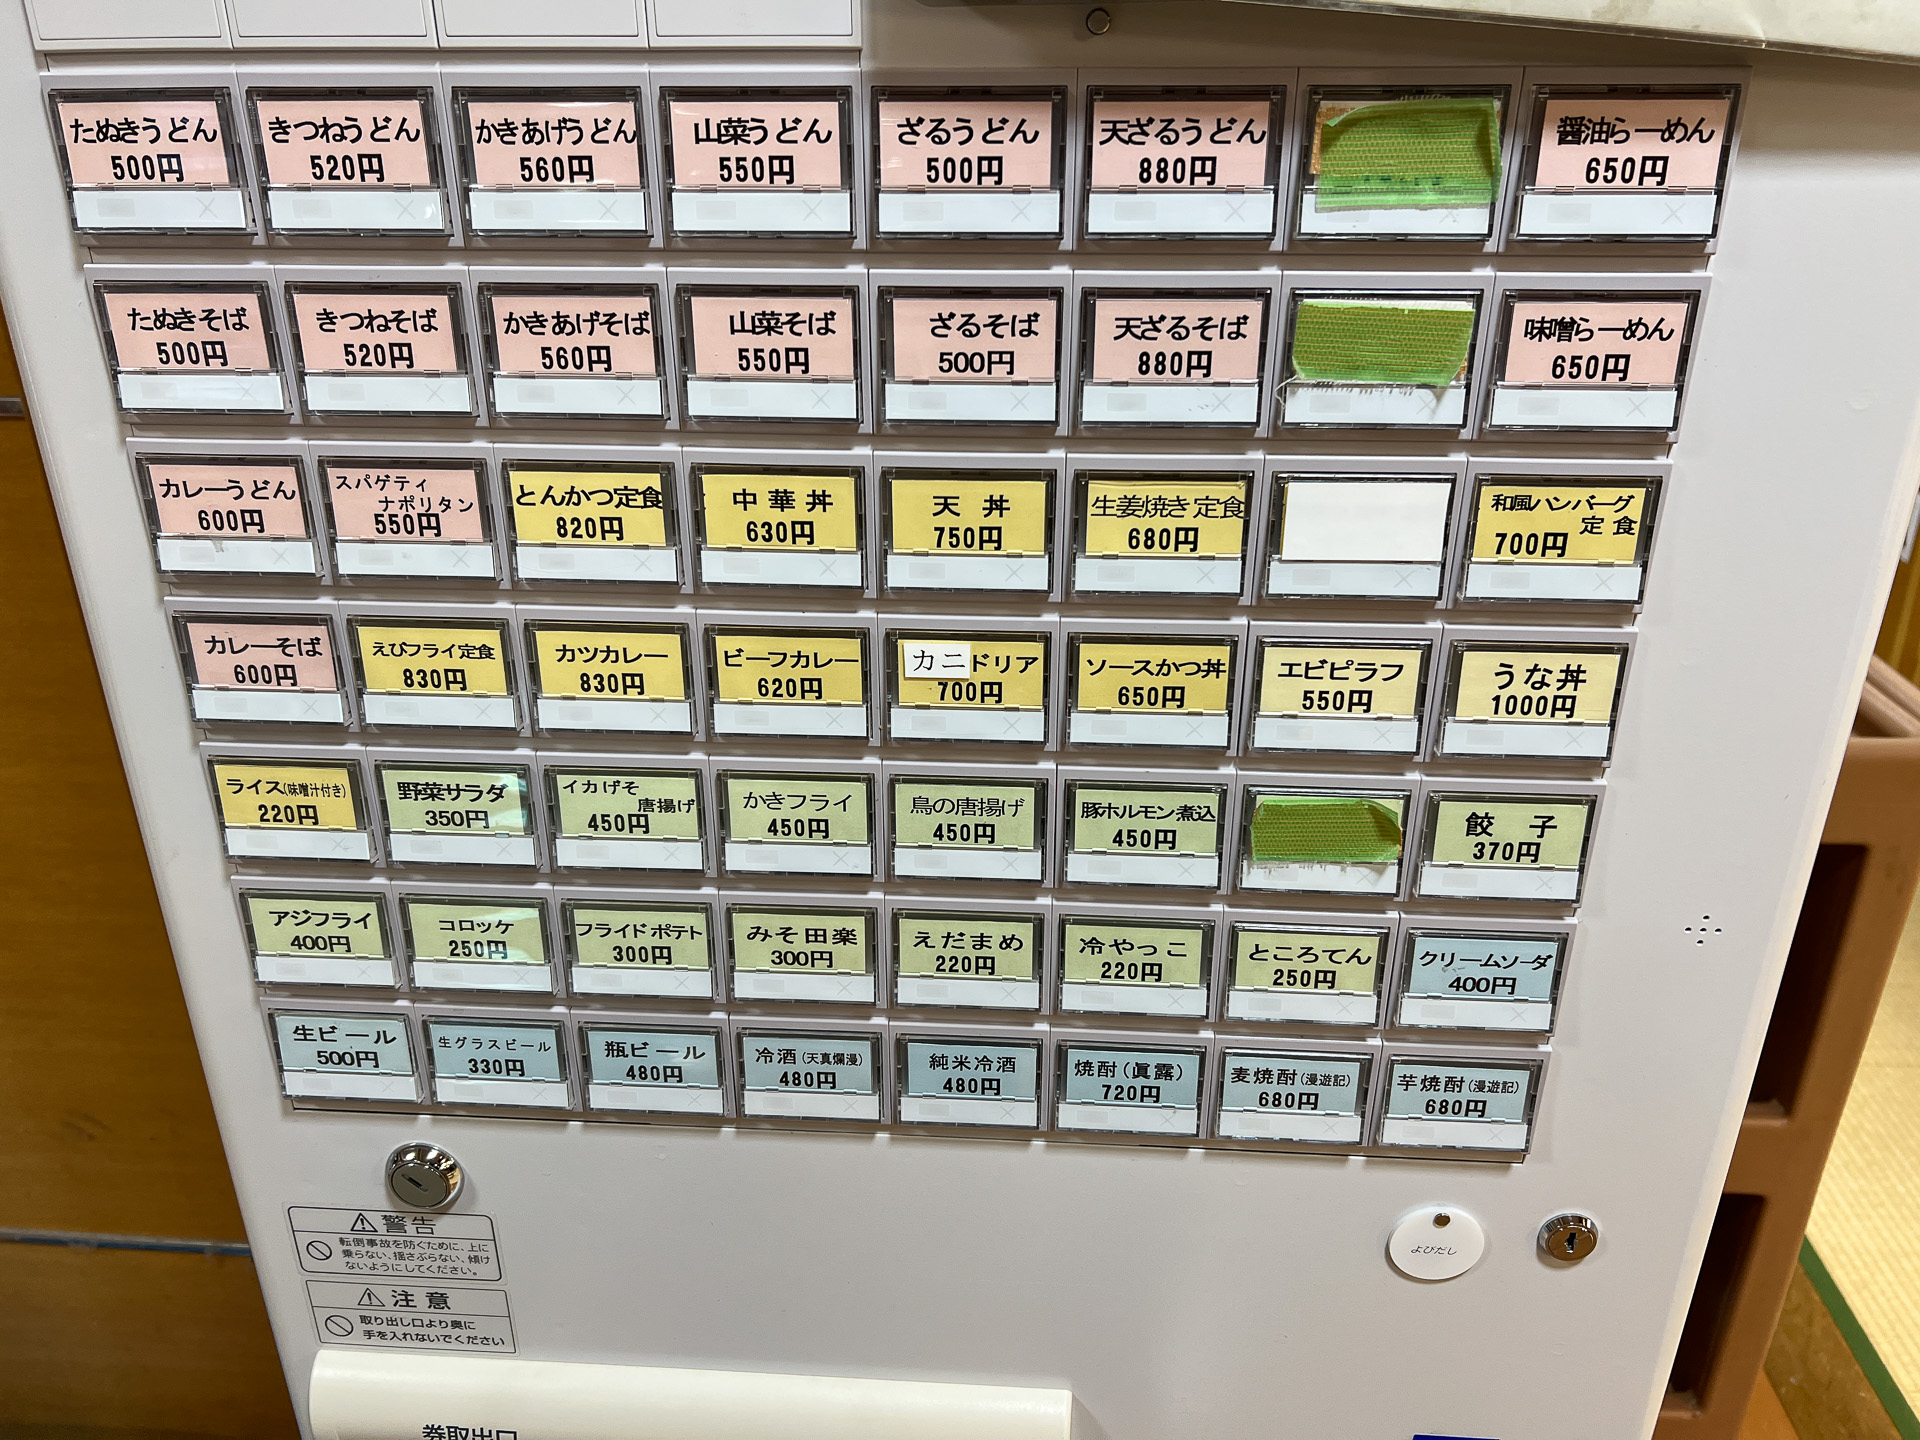 たぬきうどん
500円
きつねうどん
520円
かきあげうどん
560円
山菜うどん
550円
ざるうどん
500円
天ざるうどん
880円
醤油らーめん
650円
たぬきそば
500円
きつねそば
520円
かきあげそば
560円
山菜そば
550円
ざるそば
500円
天ざるそば
880円
味噌らーめん
650円
カレーうどん
600円
スパゲティ
ナポリタン
550円
とんかつ定食
820円
中華丼
630円
天丼
750円
生姜焼き定食
680円
和風ハンバーグ
定食
700円
カレーそば
600円
えびフライ定食
830円
カツカレー
830円
ビーフカレー
620円
カニドリア
700円
ソースかつ丼
650円
エビピラフ
550円
うな丼
1000円
ライス(味噌汁付き)
220円
野菜サラダ
350円
イカげそ
唐揚げ
450円
かきフライ
450円
鳥の唐揚げ
450円
豚ホルモン煮込
450円
餃子
370円
アジフライ
400円
コロッケ
250円
フライドポテト
300円
みそ田楽
300円
えだまめ
220円
冷やっこ
220円
ところてん
250円
クリームソーダ
400円
生ビール
500円
生グラスビール
330円
瓶ビール
480円
冷酒(天真爛漫)
480円
純米冷酒
480円
焼酎(眞露)
720円
麦焼酎(漫遊記)
680円
芋焼酎(漫遊記)
680円
警告
転倒事故を防ぐために、上に
乗らない、揺さぶらない、傾け
ないようにしてください。
注意
取り出し口より奥に
手を入れないでください
よびだし
券取出口